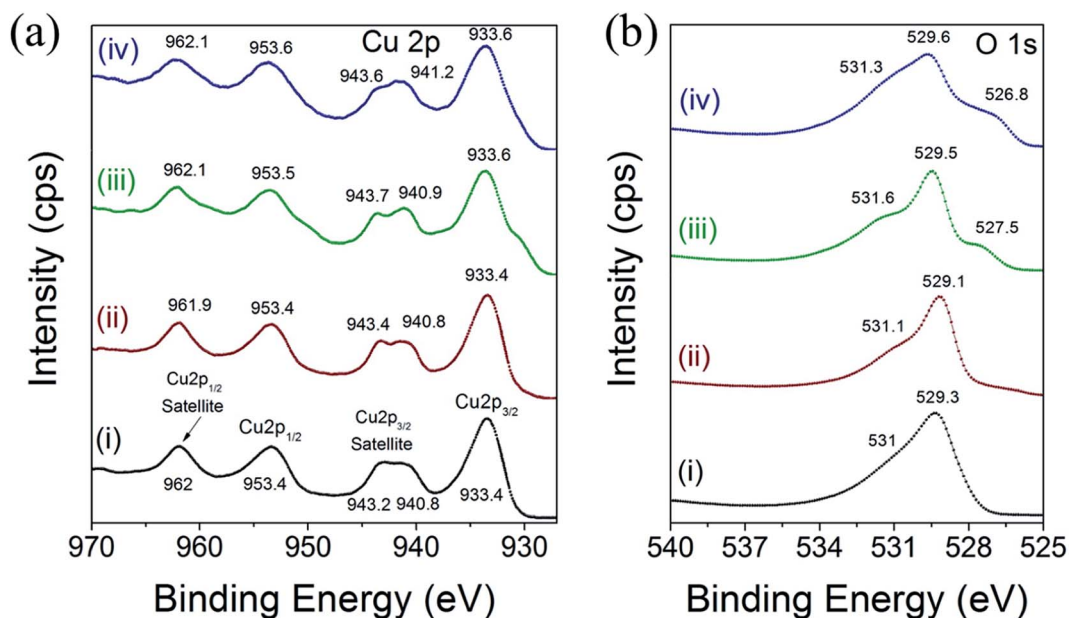 (a)
Cu 2p
(iv)
962.1
953.6
943.6
941.2
933.6
(iii)
962.1
953.5
943.7
940.9
933.6
(ii)
961.9
953.4
943.4
940.8
933.4
Cu2p1/2
Satellite
Cu2p1/2
Cu2p3/2
Satellite
Cu2p3/2
(i)
962
953.4
943.2
940.8
933.4
970
960
950
940
930
Binding Energy (eV)
Intensity (cps)
(b)
O 1s
(iv)
531.3
529.6
526.8
(iii)
531.6
529.5
527.5
(ii)
531.1
529.1
(i)
531
529.3
540
537
534
531
528
525
Binding Energy (eV)
Intensity (cps)